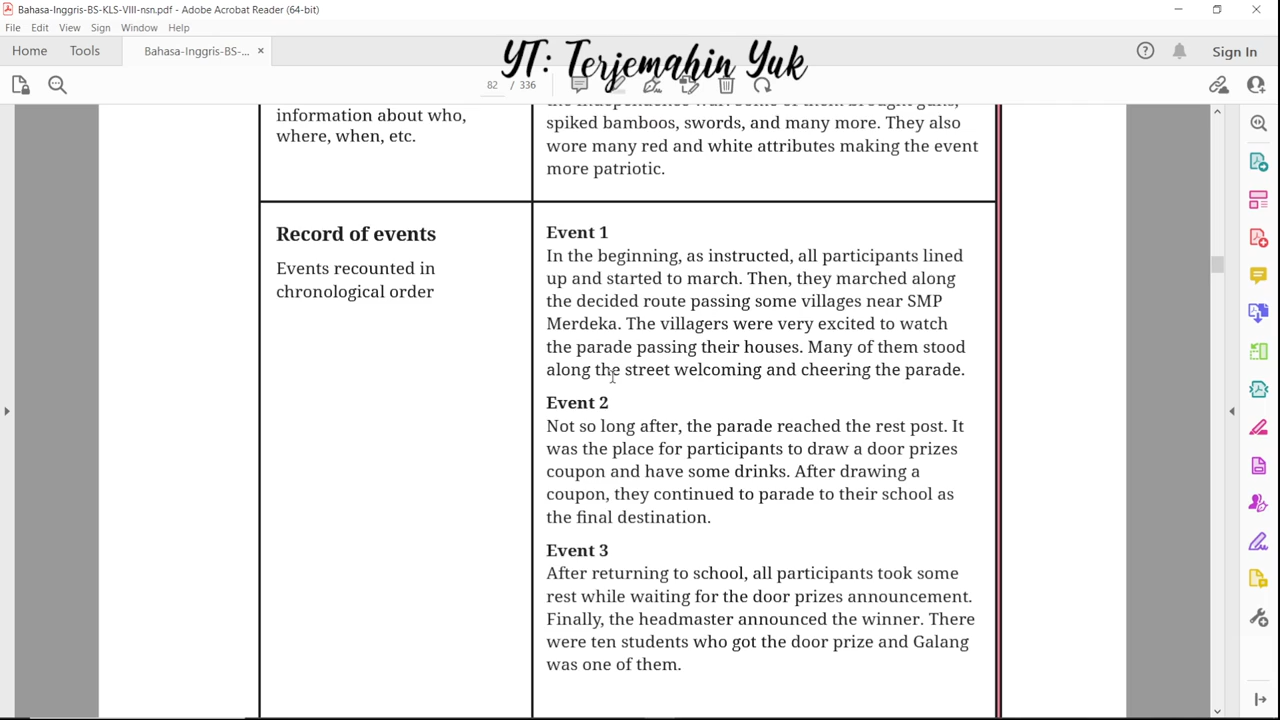 Bahasa-Inggris-BS-KLS-VIII-nsn.pdf - Adobe Acrobat Reader (64-bit)
File Edit View Sign Window Help
Home Tools Bahasa-Inggris-BS-... × Sign In
YT: Terjemahin Yuk
82 / 336
information about who,
where, when, etc.
spiked bamboos, swords, and many more. They also
wore many red and white attributes making the event
more patriotic.
Record of events
Events recounted in
chronological order
Event 1
In the beginning, as instructed, all participants lined
up and started to march. Then, they marched along
the decided route passing some villages near SMP
Merdeka. The villagers were very excited to watch
the parade passing their houses. Many of them stood
along the street welcoming and cheering the parade.
Event 2
Not so long after, the parade reached the rest post. It
was the place for participants to draw a door prizes
coupon and have some drinks. After drawing a
coupon, they continued to parade to their school as
the final destination.
Event 3
After returning to school, all participants took some
rest while waiting for the door prizes announcement.
Finally, the headmaster announced the winner. There
were ten students who got the door prize and Galang
was one of them.